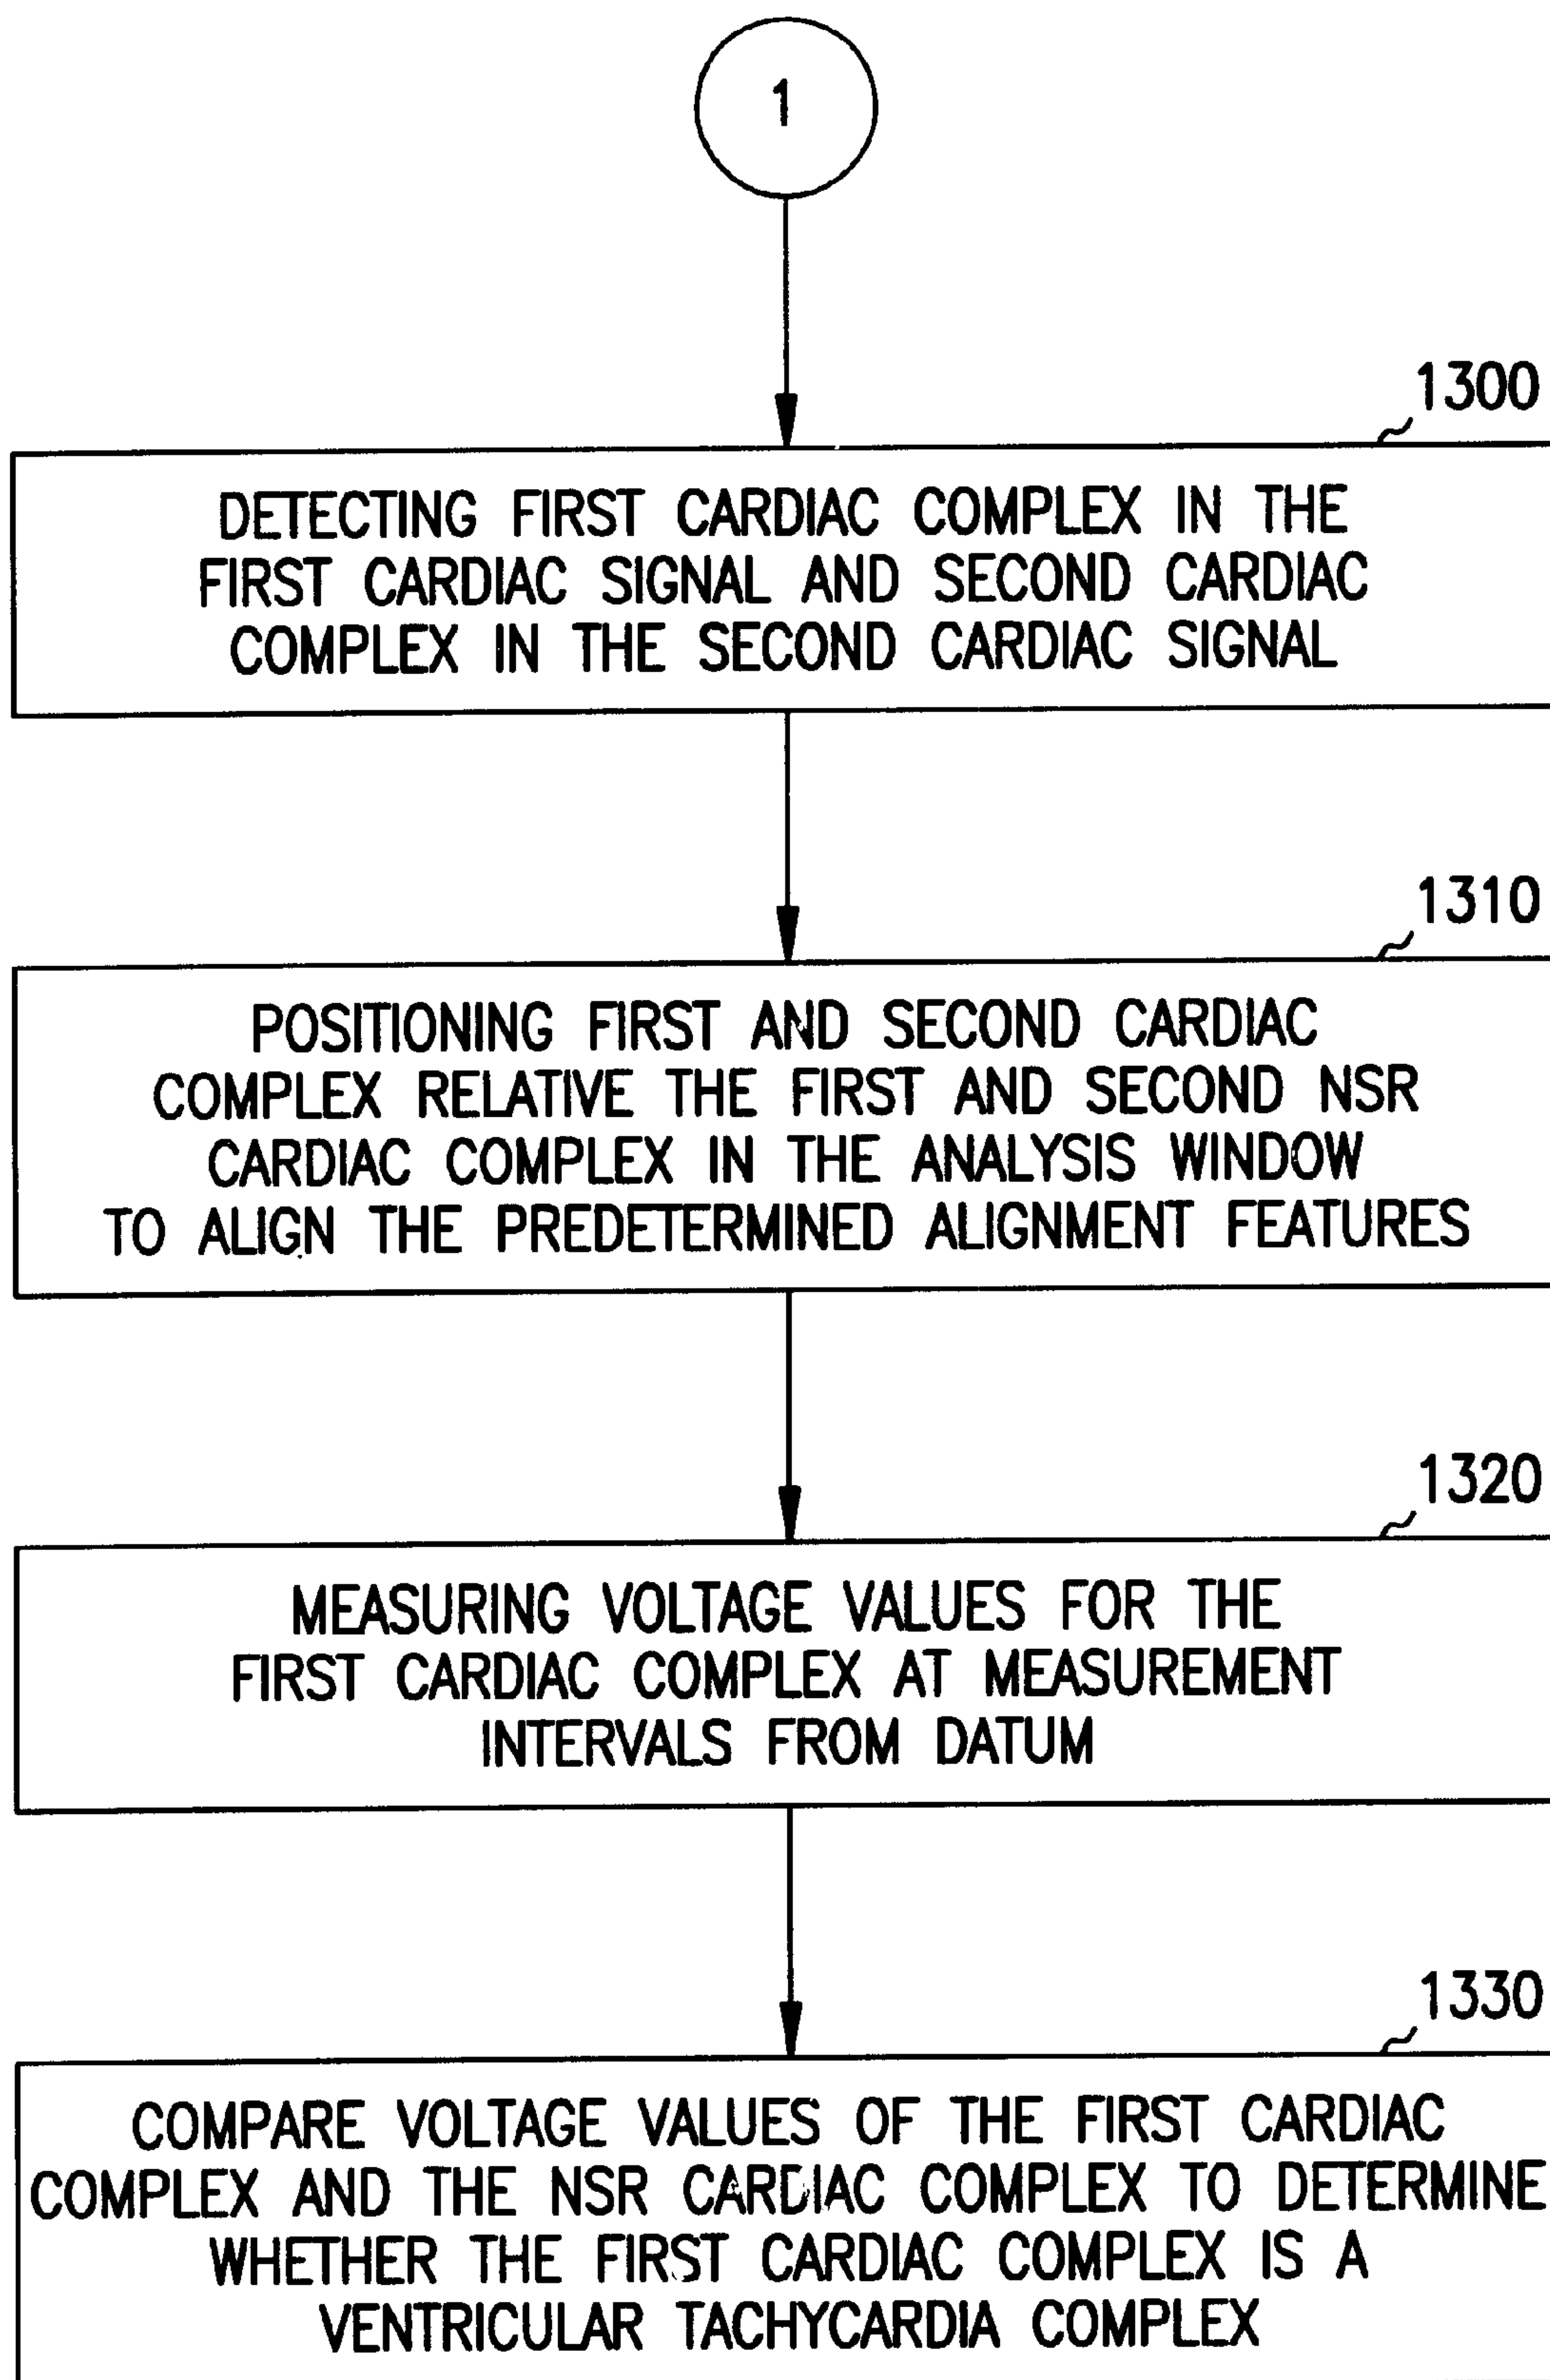 1
1300
DETECTING FIRST CARDIAC COMPLEX IN THE
FIRST CARDIAC SIGNAL AND SECOND CARDIAC
COMPLEX IN THE SECOND CARDIAC SIGNAL
1310
POSITIONING FIRST AND SECOND CARDIAC
COMPLEX RELATIVE THE FIRST AND SECOND NSR
CARDIAC COMPLEX IN THE ANALYSIS WINDOW
TO ALIGN THE PREDETERMINED ALIGNMENT FEATURES
1320
MEASURING VOLTAGE VALUES FOR THE
FIRST CARDIAC COMPLEX AT MEASUREMENT
INTERVALS FROM DATUM
1330
COMPARE VOLTAGE VALUES OF THE FIRST CARDIAC
COMPLEX AND THE NSR CARDIAC COMPLEX TO DETERMINE
WHETHER THE FIRST CARDIAC COMPLEX IS A
VENTRICULAR TACHYCARDIA COMPLEX